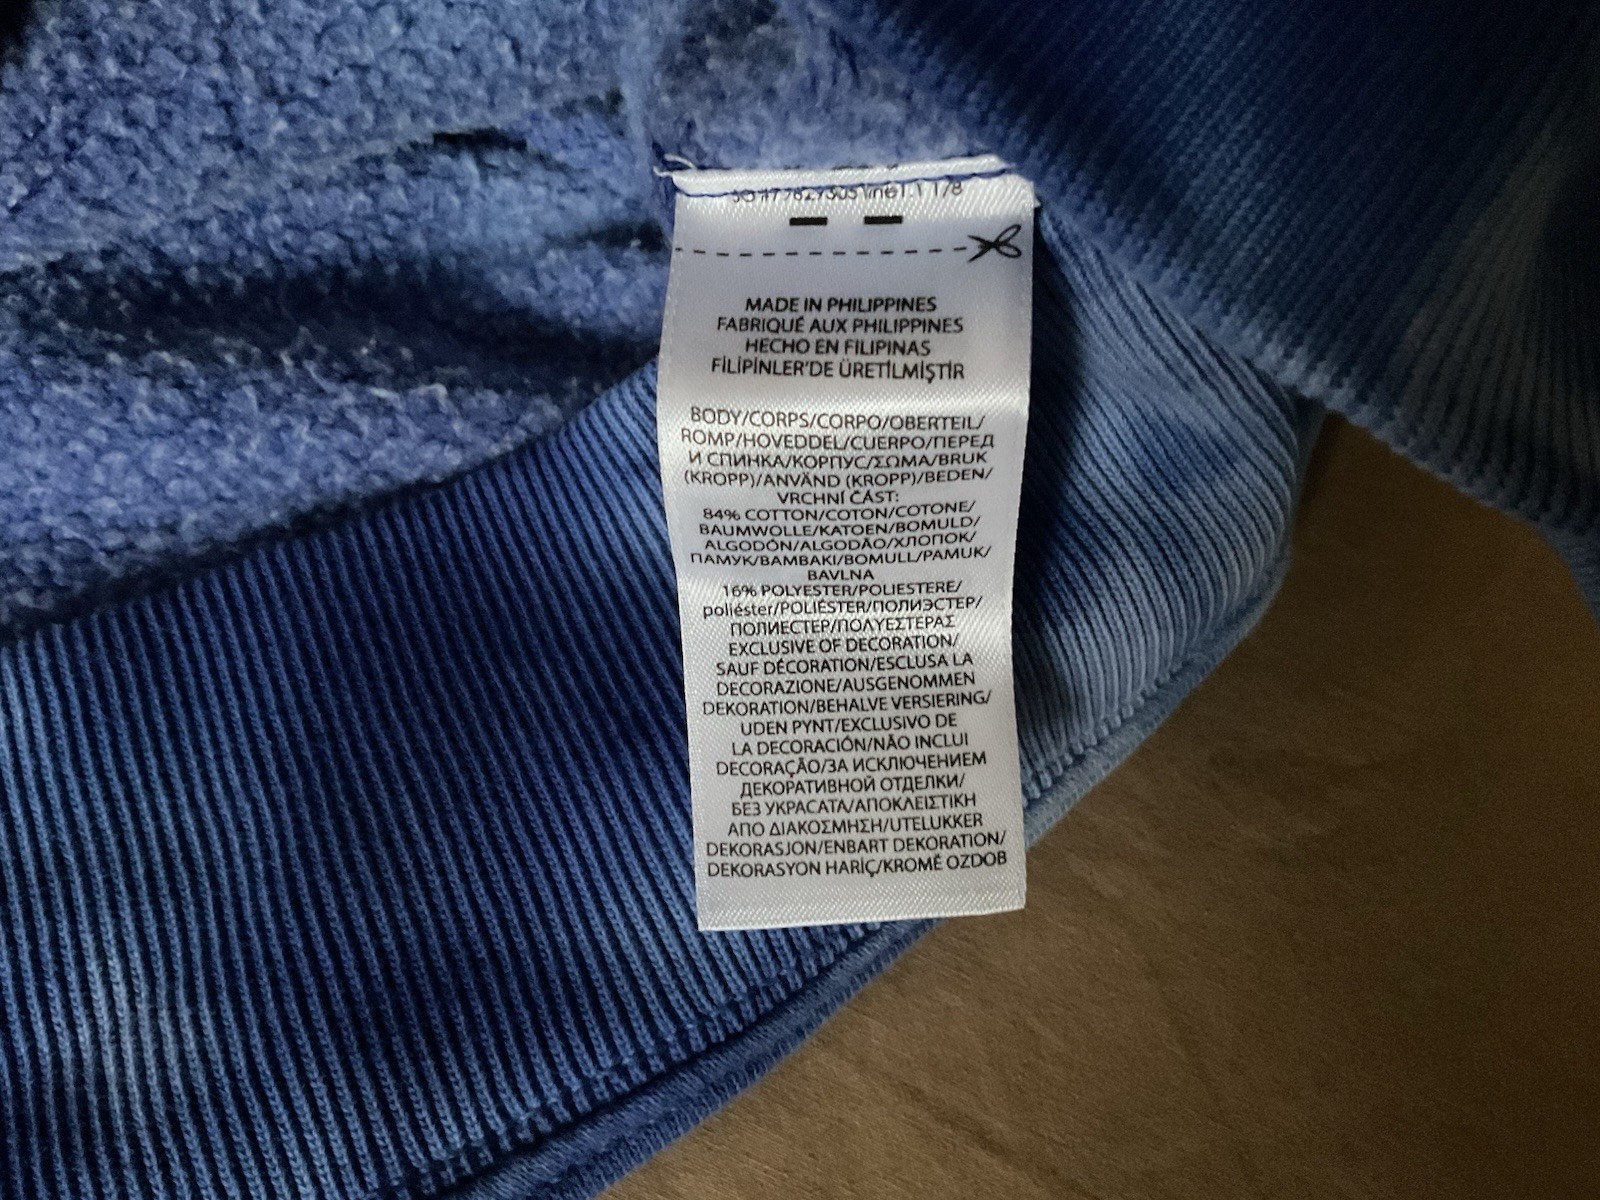 MADE IN PHILIPPINES
FABRIQUÉ AUX PHILIPPINES
HECHO EN FILIPINAS
FİLİPİNLER'DE ÜRETİLMİŞTİR
BODY/CORPS/CORPO/OBERTEIL/
ROMP/HOVEDDEL/CUERPO/ПЕРЕД
И СПИНКА/КОРПУС/ΣΩΜΑ/BRUK
(KROPP)/ANVÄND (KROPP)/BEDEN/
VRCHNÍ ČÁST:
84% COTTON/COTON/COTONE/
BAUMWOLLE/KATOEN/BOMULD/
ALGODÓN/ALGODÃO/ХЛОПОК/
ПАМУК/BAMBAKI/BOMULL/PAMUK/
BAVLNA
16% POLYESTER/POLIESTERE/
poliéster/POLIÉSTER/ПОЛИЭСТЕР/
ПОЛИЕСТЕР/ΠΟΛΥΕΣΤΕΡΑΣ
EXCLUSIVE OF DECORATION/
SAUF DÉCORATION/ESCLUSA LA
DECORAZIONE/AUSGENOMMEN
DEKORATION/BEHALVE VERSIERING/
UDEN PYNT/EXCLUSIVO DE
LA DECORACIÓN/NÃO INCLUI
DECORAÇÃO/ЗА ИСКЛЮЧЕНИЕМ
ДЕКОРАТИВНОЙ ОТДЕЛКИ/
БЕЗ УКРАСАТА/ΑΠΟΚΛΕΙΣΤΙΚΗ
ΑΠΟ ΔΙΑΚΟΣΜΗΣΗ/UTELUKKER
DEKORASJON/ENBART DEKORATION/
DEKORASYON HARİÇ/KROMĚ OZDOB